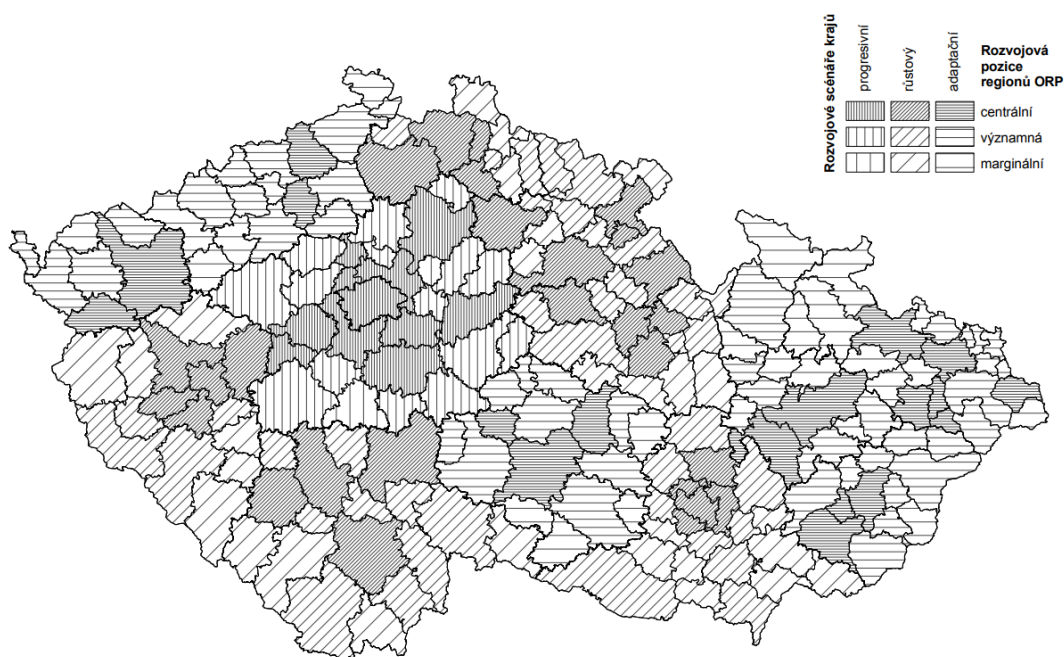 Rozvojové scénáře krajů
progresivní
růstový
adaptační
Rozvojová
pozice
regionů ORP
centrální
významná
marginální